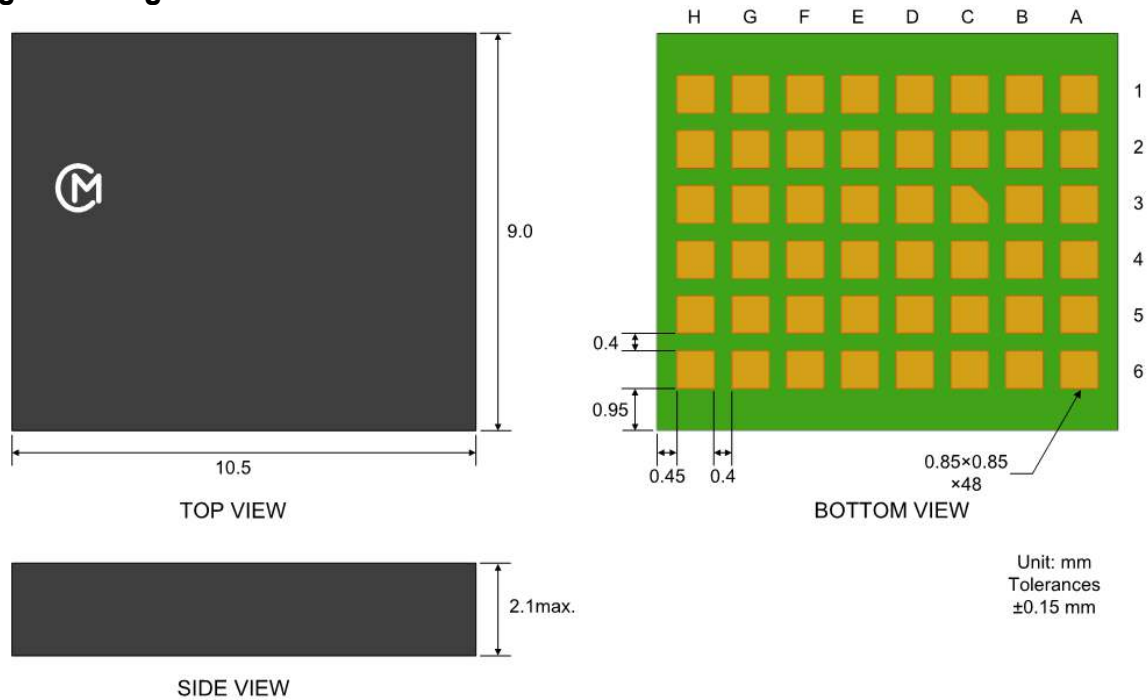 H G F E D C B A
1
2
3
4
5
6
9.0
10.5
TOP VIEW
0.4
0.95
0.45
0.4
0.85×0.85
×48
BOTTOM VIEW
2.1max.
SIDE VIEW
Unit: mm
Tolerances
±0.15 mm